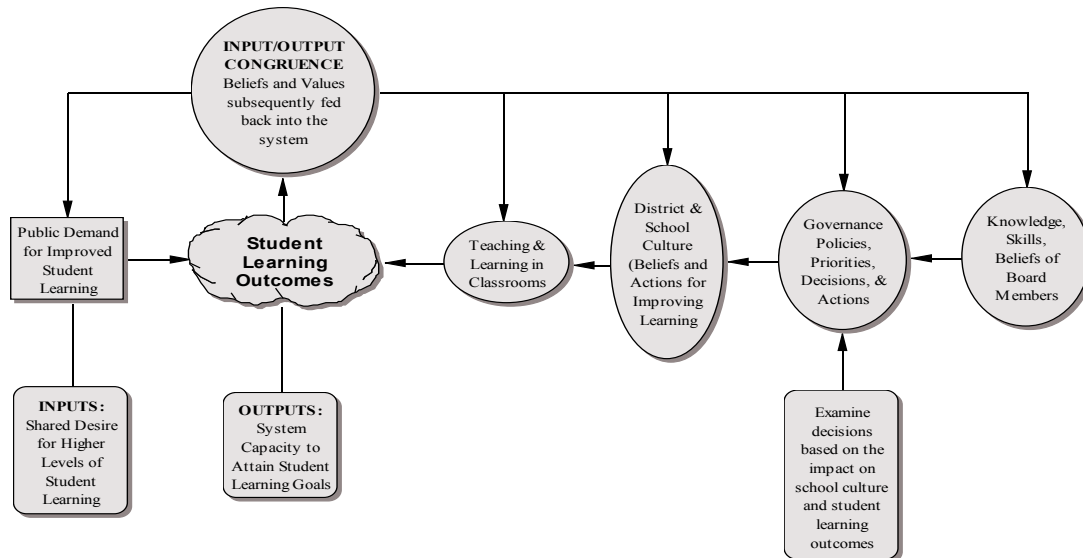 INPUT/OUTPUT
CONGRUENCE
Beliefs and Values
subsequently fed
back into the
system
Public Demand
for Improved
Student
Learning
Student
Learning
Outcomes
Teaching &
Learning in
Classrooms
District &
School
Culture
(Beliefs and
Actions for
Improving
Learning
Governance
Policies,
Priorities,
Decisions, &
Actions
Knowledge,
Skills,
Beliefs of
Board
Members
INPUTS:
Shared Desire
for Higher
Levels of
Student
Learning
OUTPUTS:
System
Capacity to
Attain Student
Learning Goals
Examine
decisions
based on the
impact on
school culture
and student
learning
outcomes